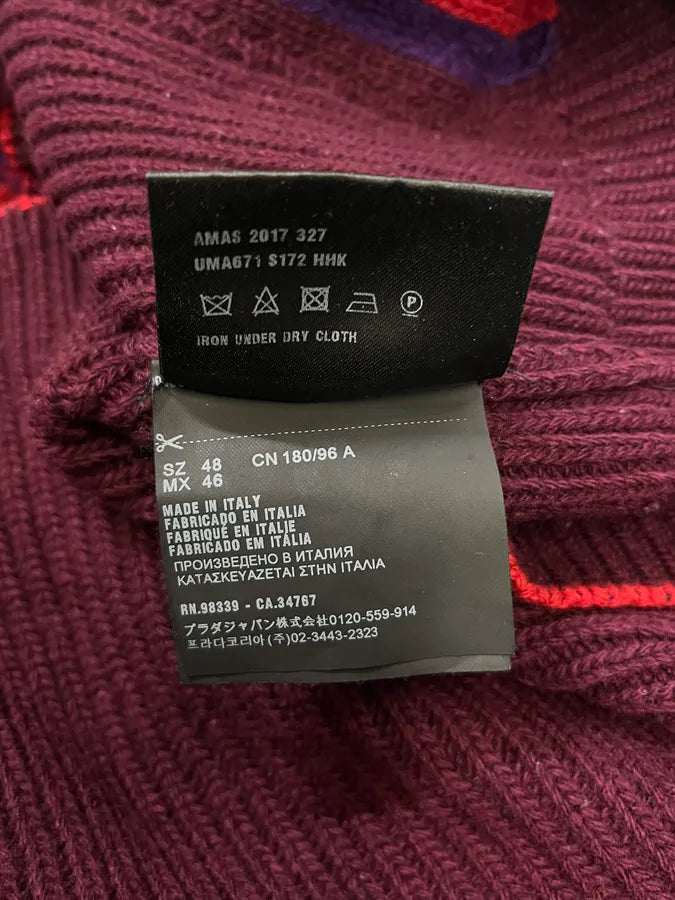 AMAS 2017 327
UMA671 S172 HHK
IRON UNDER DRY CLOTH
SZ 48 CN 180/96 A
MX 46
MADE IN ITALY
FABRICADO EN ITALIA
FABRIQUÉ EN ITALIE
FABRICADO EM ITÁLIA
ПРОИЗВЕДЕНО В ИТАЛИЯ
ΚΑΤΑΣΚΕΥΑΖΕΤΑΙ ΣΤΗΝ ΙΤΑΛΙΑ
RN.98339 - CA.34767
プラダジャパン株式会社0120-559-914
프라다코리아(주)02-3443-2323